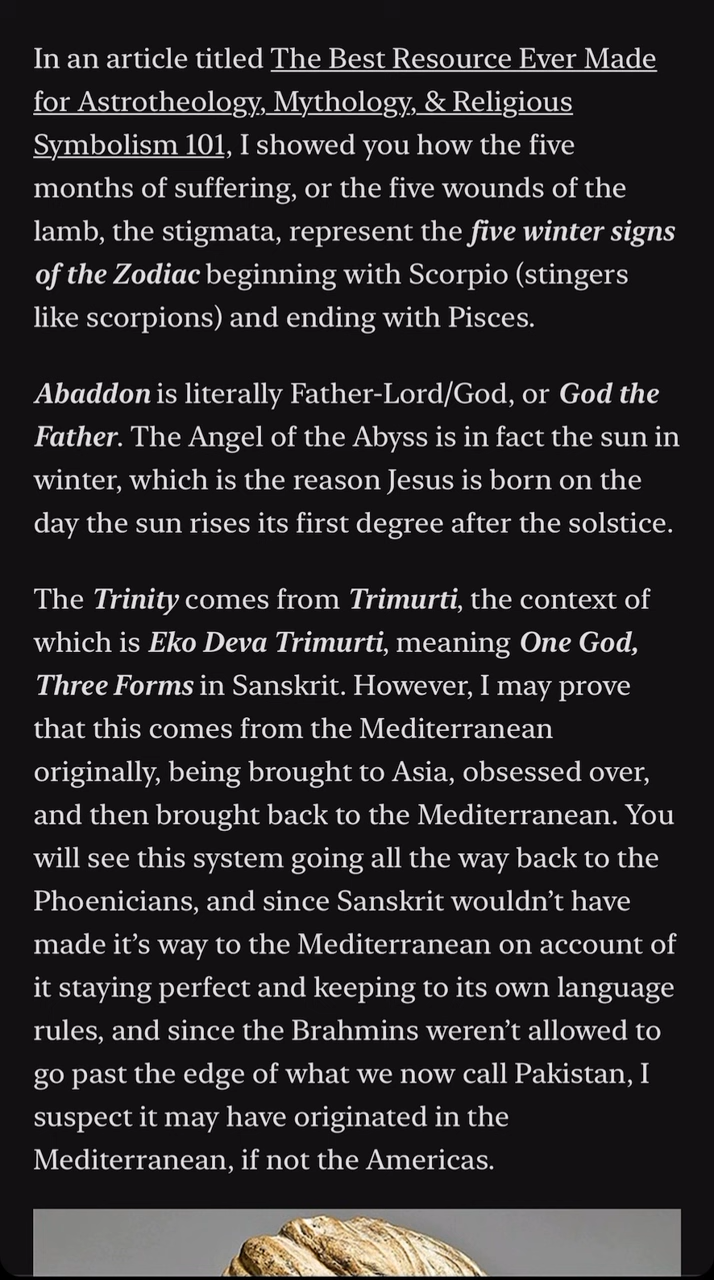 In an article titled The Best Resource Ever Made
for Astrotheology, Mythology, & Religious
Symbolism 101, I showed you how the five
months of suffering, or the five wounds of the
lamb, the stigmata, represent the five winter signs
of the Zodiac beginning with Scorpio (stingers
like scorpions) and ending with Pisces.
Abaddon is literally Father-Lord/God, or God the
Father. The Angel of the Abyss is in fact the sun in
winter, which is the reason Jesus is born on the
day the sun rises its first degree after the solstice.
The Trinity comes from Trimurti, the context of
which is Eko Deva Trimurti, meaning One God,
Three Forms in Sanskrit. However, I may prove
that this comes from the Mediterranean
originally, being brought to Asia, obsessed over,
and then brought back to the Mediterranean. You
will see this system going all the way back to the
Phoenicians, and since Sanskrit wouldn’t have
made it’s way to the Mediterranean on account of
it staying perfect and keeping to its own language
rules, and since the Brahmins weren’t allowed to
go past the edge of what we now call Pakistan, I
suspect it may have originated in the
Mediterranean, if not the Americas.